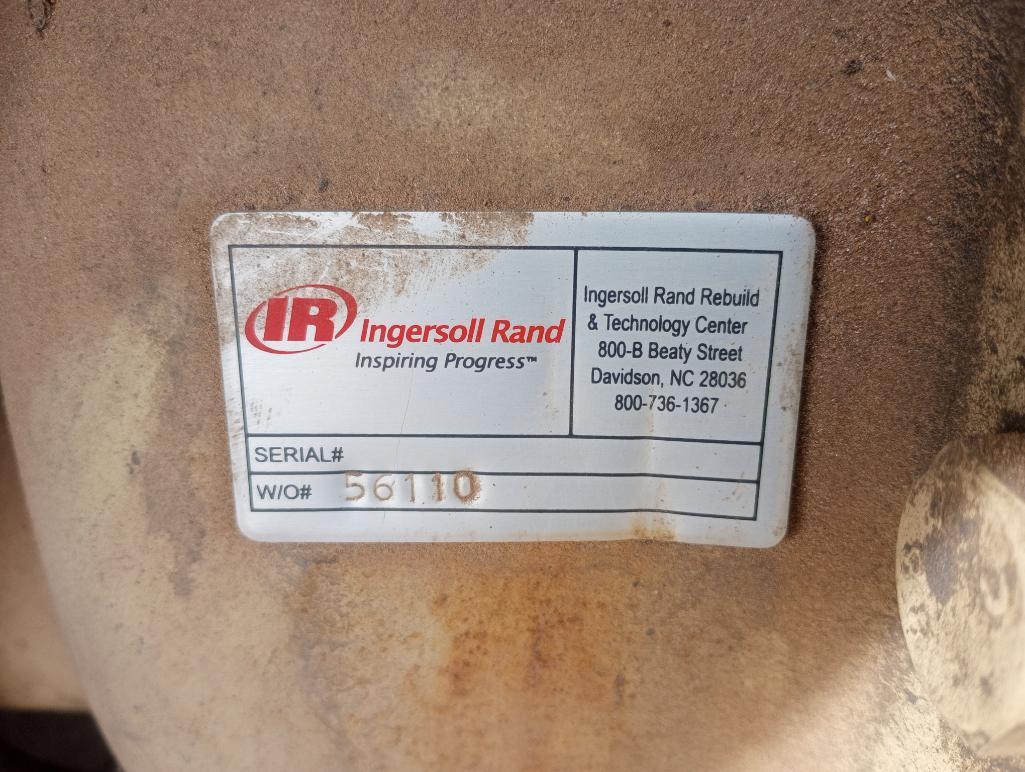 IR Ingersoll Rand
Inspiring Progress™
Ingersoll Rand Rebuild
& Technology Center
800-B Beaty Street
Davidson, NC 28036
800-736-1367
SERIAL#
W/O# 56110